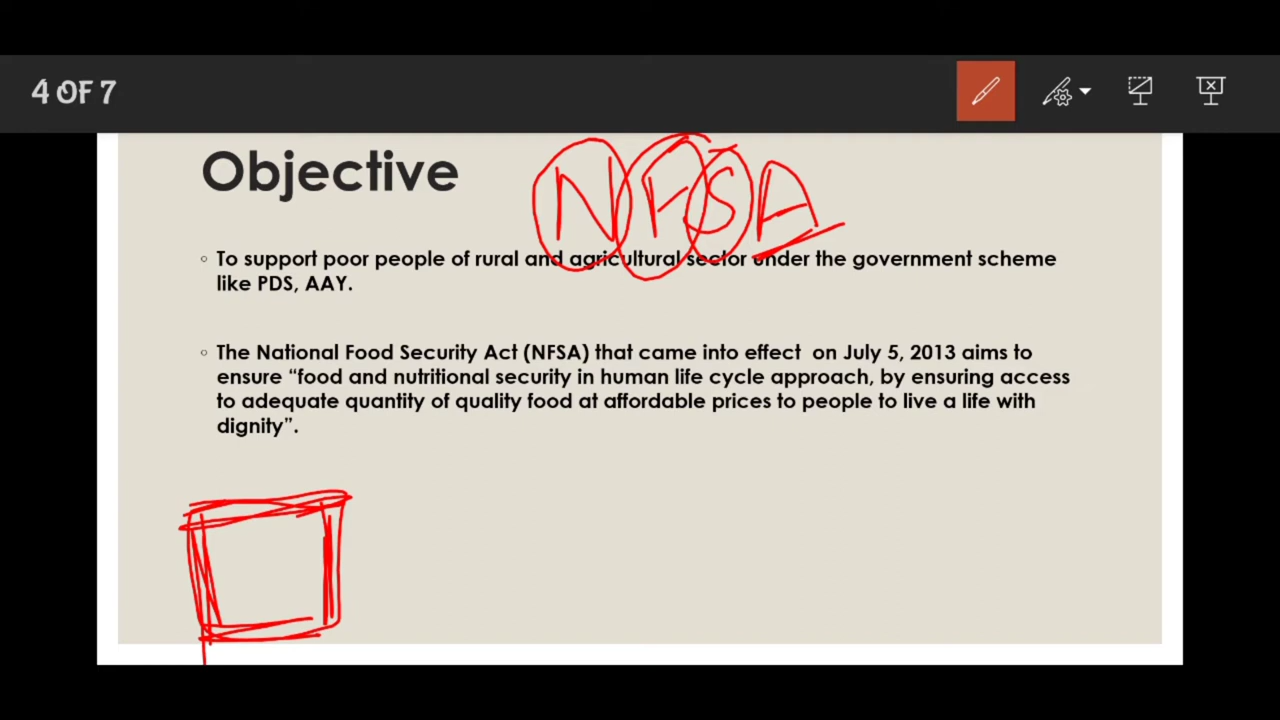 4 OF 7
Objective
NFSA
◦ To support poor people of rural and agricultural sector under the government scheme
like PDS, AAY.
◦ The National Food Security Act (NFSA) that came into effect on July 5, 2013 aims to
ensure “food and nutritional security in human life cycle approach, by ensuring access
to adequate quantity of quality food at affordable prices to people to live a life with
dignity”.